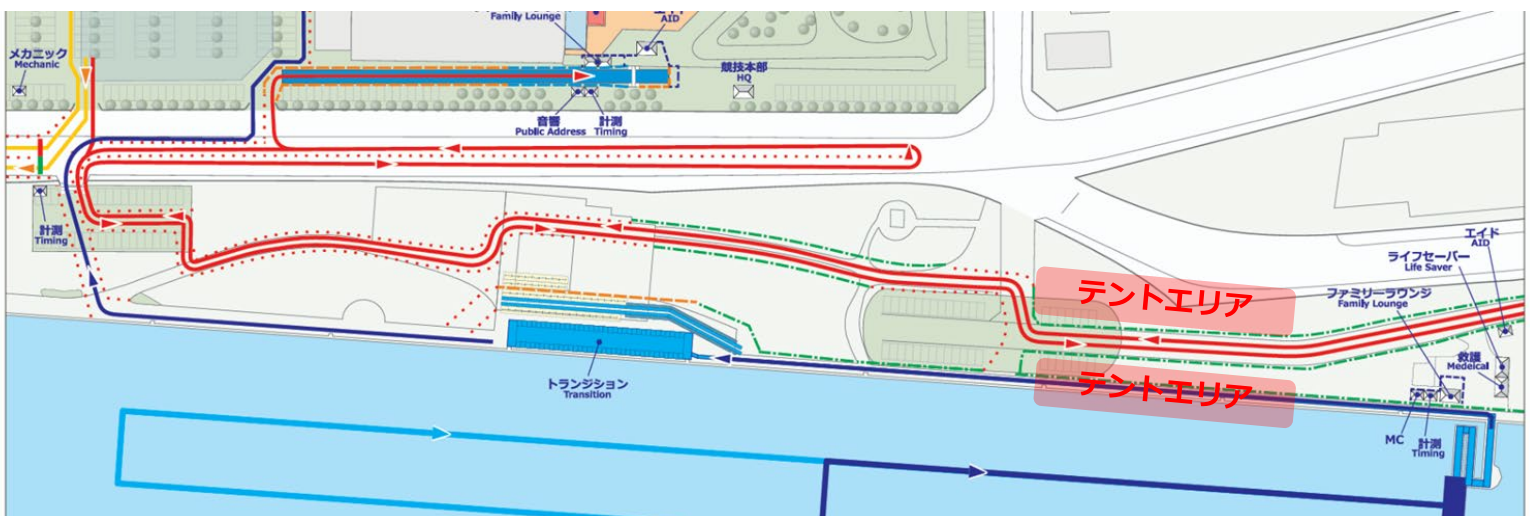 Family Lounge
AID
メカニック
Mechanic
競技本部
HQ
音響
Public Address
計測
Timing
計測
Timing
エイド
AID
ライフセーバー
Life Saver
テントエリア
ファミリーラウンジ
Family Lounge
救護
Medeical
テントエリア
トランジション
Transition
MC
計測
Timing